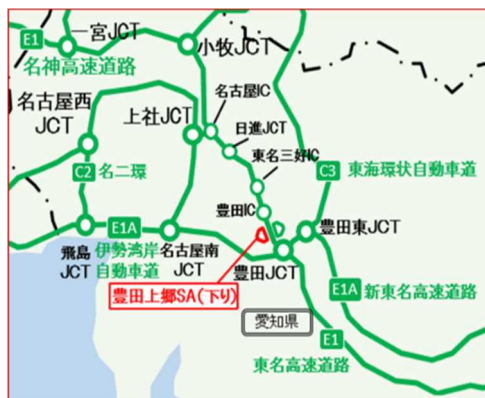 E1
一宮JCT
小牧JCT
名神高速道路
名古屋西
JCT
上社JCT
名古屋IC
日進JCT
東名三好IC
C2
名二環
C3
東海環状自動車道
豊田IC
豊田東JCT
E1A
飛島
JCT
伊勢湾岸
自動車道
名古屋南
JCT
豊田JCT
豊田上郷SA(下り)
E1A
新東名高速道路
愛知県
E1
東名高速道路